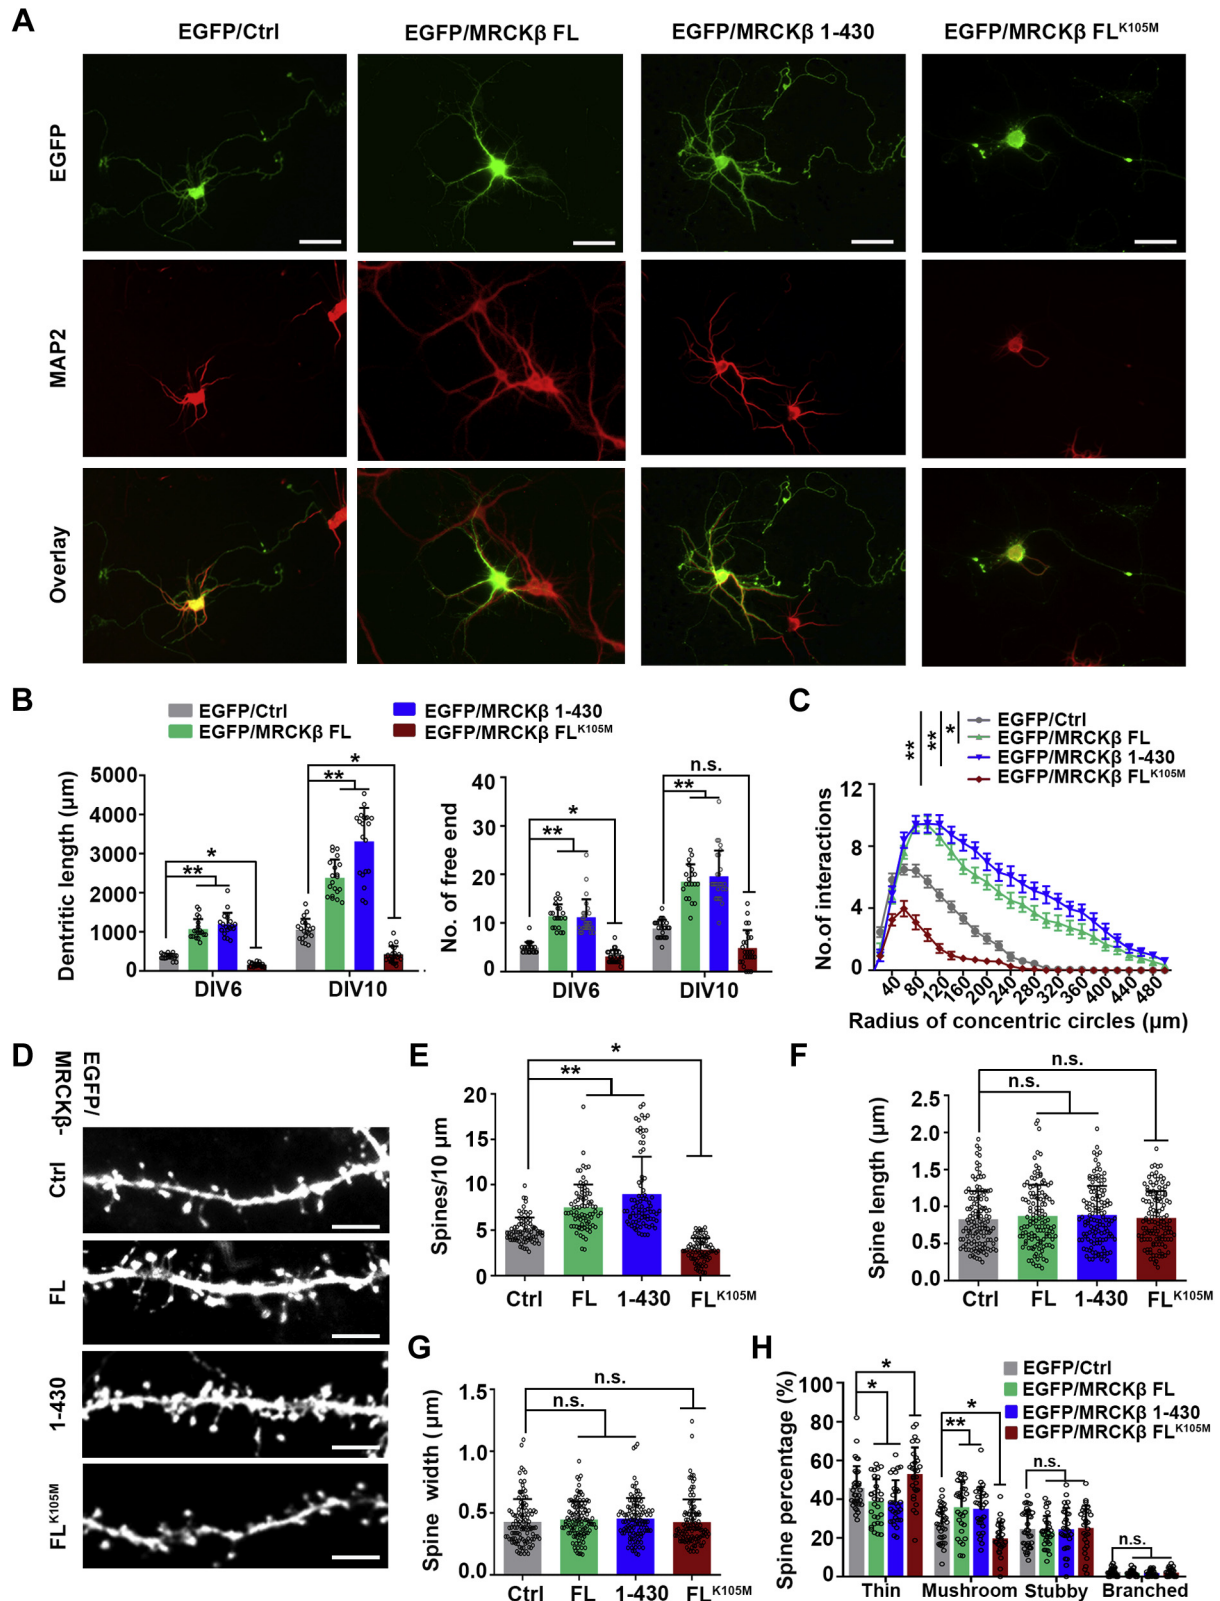 A
EGFP/Ctrl
EGFP/MRCKβ FL
EGFP/MRCKβ 1-430
EGFP/MRCKβ FLK105M
EGFP
MAP2
Overlay
B
EGFP/Ctrl
EGFP/MRCKβ FL
EGFP/MRCKβ 1-430
EGFP/MRCKβ FLK105M
Dentritic length (μm)
5000
4000
3000
2000
1000
0
**
*
**
*
DIV6
DIV10
No. of free end
40
30
20
10
0
**
*
**
n.s.
DIV6
DIV10
C
**
**
*
EGFP/Ctrl
EGFP/MRCKβ FL
EGFP/MRCKβ 1-430
EGFP/MRCKβ FLK105M
No.of interactions
12
8
4
0
40
80
120
160
200
240
280
320
360
400
440
480
Radius of concentric circles (μm)
D
EGFP/
MRCKβ-
Ctrl
FL
1-430
FLK105M
E
Spines/10 μm
20
15
10
5
0
**
*
Ctrl
FL
1-430
FLK105M
F
Spine length (μm)
2.5
2.0
1.5
1.0
0.5
0.0
n.s.
n.s.
Ctrl
FL
1-430
FLK105M
G
Spine width (μm)
1.5
1.0
0.5
0.0
n.s.
n.s.
Ctrl
FL
1-430
FLK105M
H
EGFP/Ctrl
EGFP/MRCKβ FL
EGFP/MRCKβ 1-430
EGFP/MRCKβ FLK105M
Spine percentage (%)
100
80
60
40
20
0
*
*
**
*
n.s.
n.s.
Thin
Mushroom
Stubby
Branched